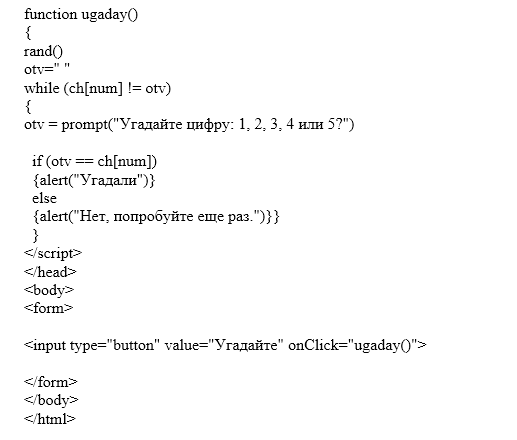 function ugaday()
{
rand()
otv=" "
while (ch[num] != otv)
{
otv = prompt("Угадайте цифру: 1, 2, 3, 4 или 5?")
if (otv == ch[num])
{alert("Угадали")}
else
{alert("Нет, попробуйте еще раз.")}}
}
</script>
</head>
<body>
<form>
<input type="button" value="Угадайте" onClick="ugaday()">
</form>
</body>
</html>